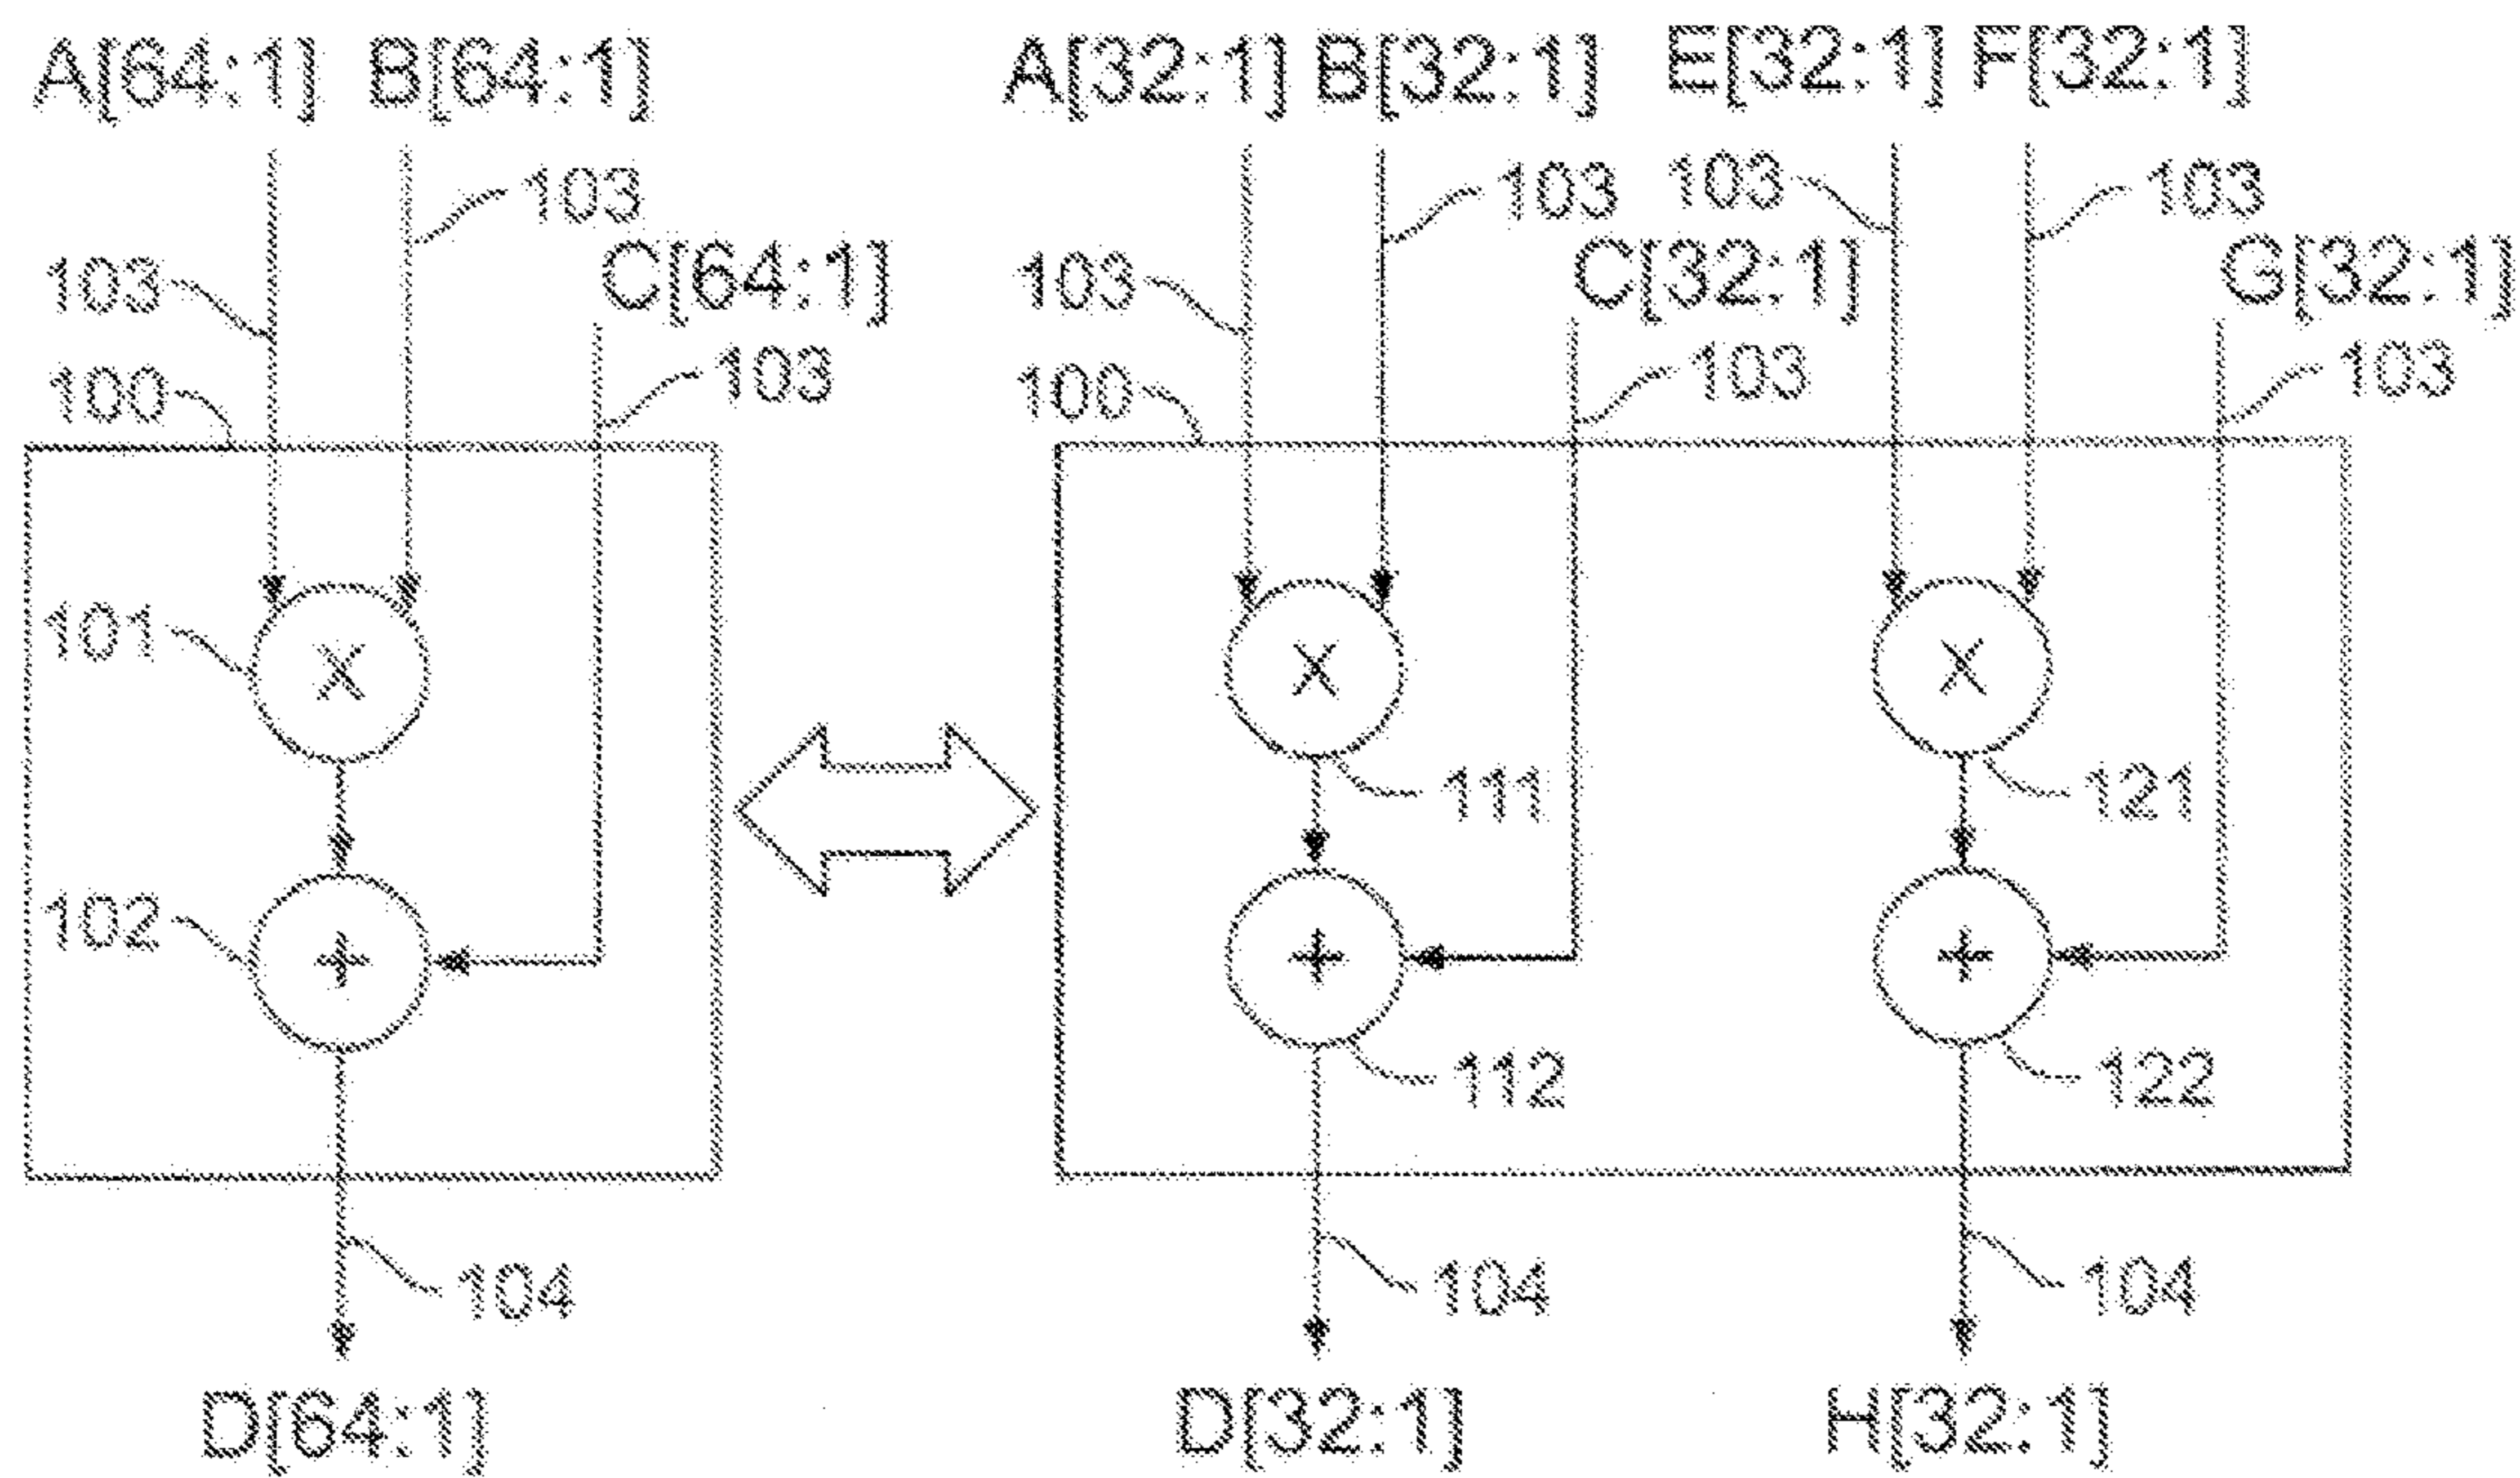 A[64:1] B[64:1] A[32:1] B[32:1] E[32:1] F[32:1]
103 103 103 103
C[64:1] C[32:1] G[32:1]
103 103
103 103 103
100 100
101 X X X
111 121
102 + + +
112 122
104 104 104
D[64:1] D[32:1] H[32:1]